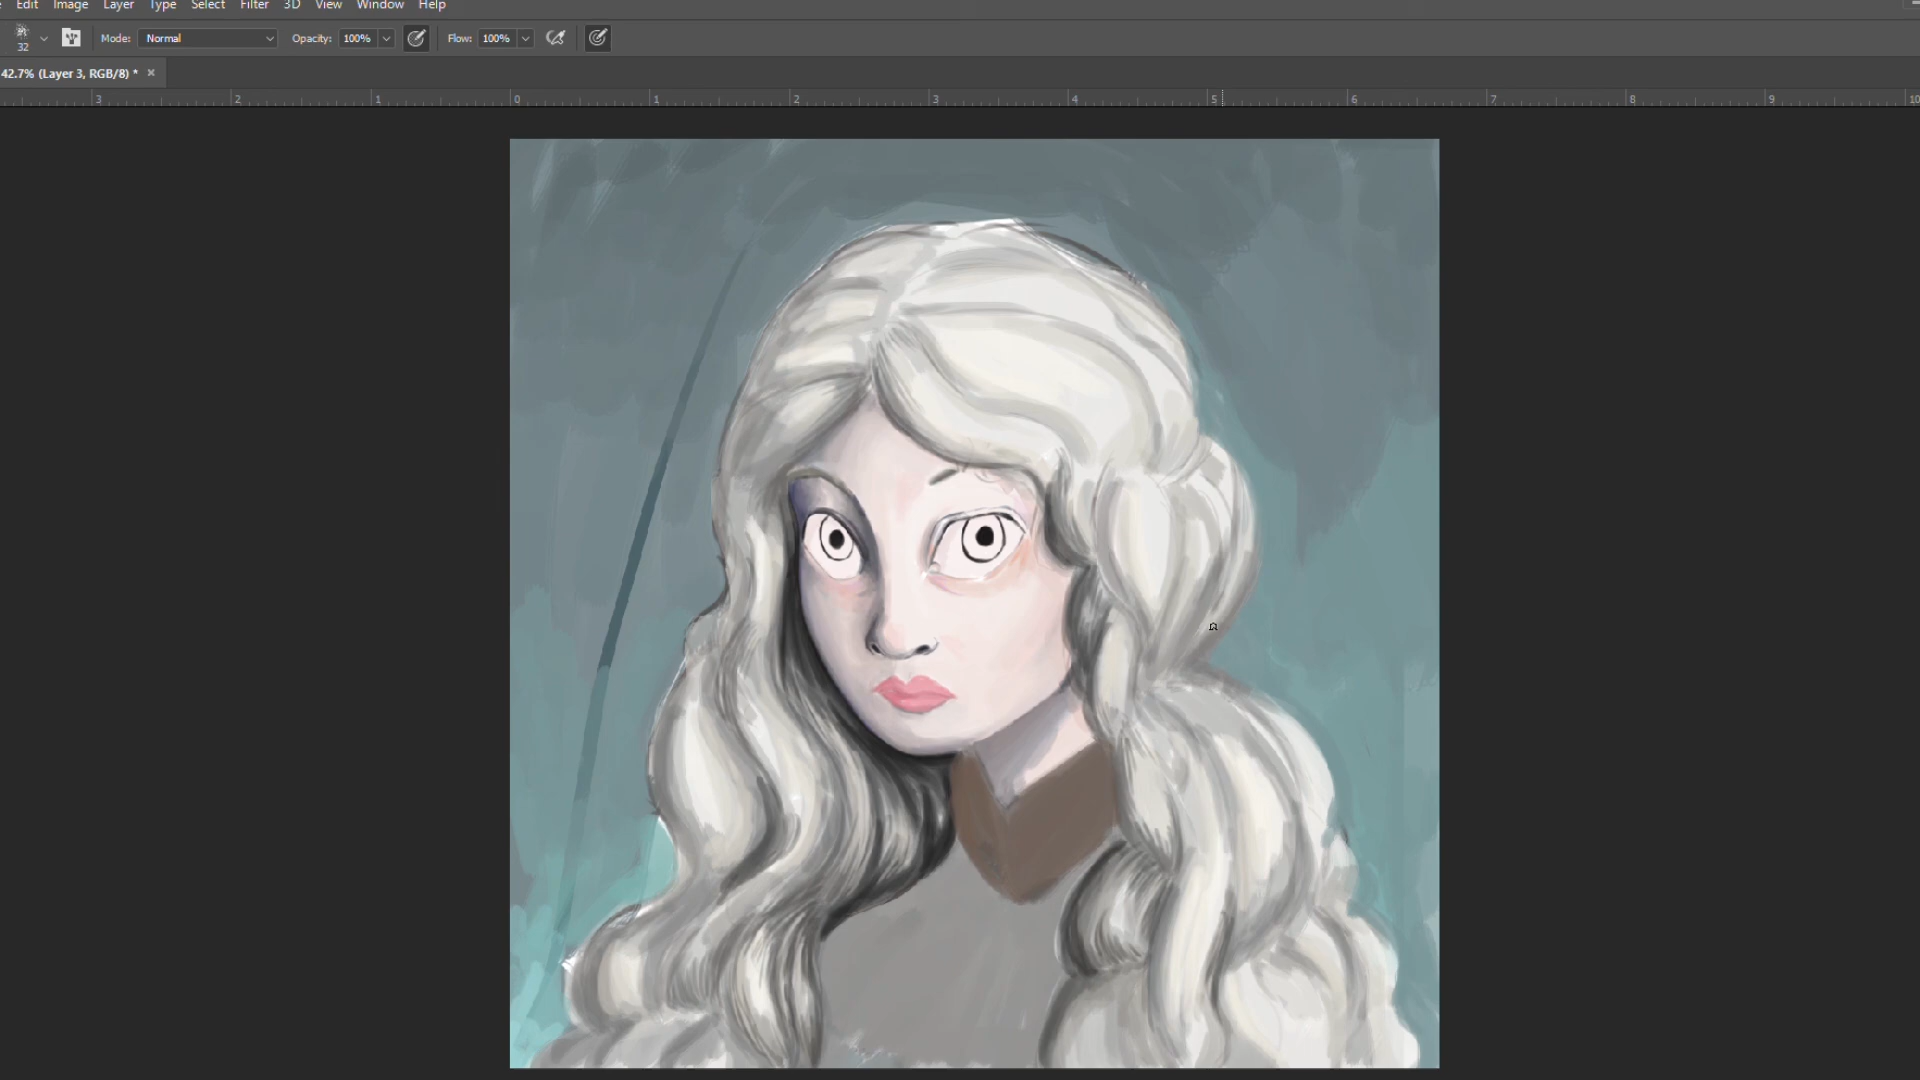 Edit Image Layer Type Select Filter 3D View Window Help
32 Mode: Normal Opacity: 100% Flow: 100%
42.7% (Layer 3, RGB/8) * ×
3 2 1 0 1 2 3 4 5 6 7 8 9 10